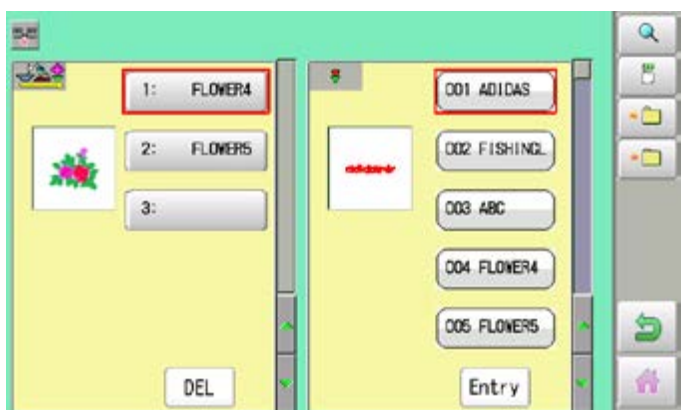 1: FLOWER4
2: FLOWER5
3:
DEL
001 ADIDAS
002 FISHINGL
003 ABC
004 FLOWER4
005 FLOWER5
Entry